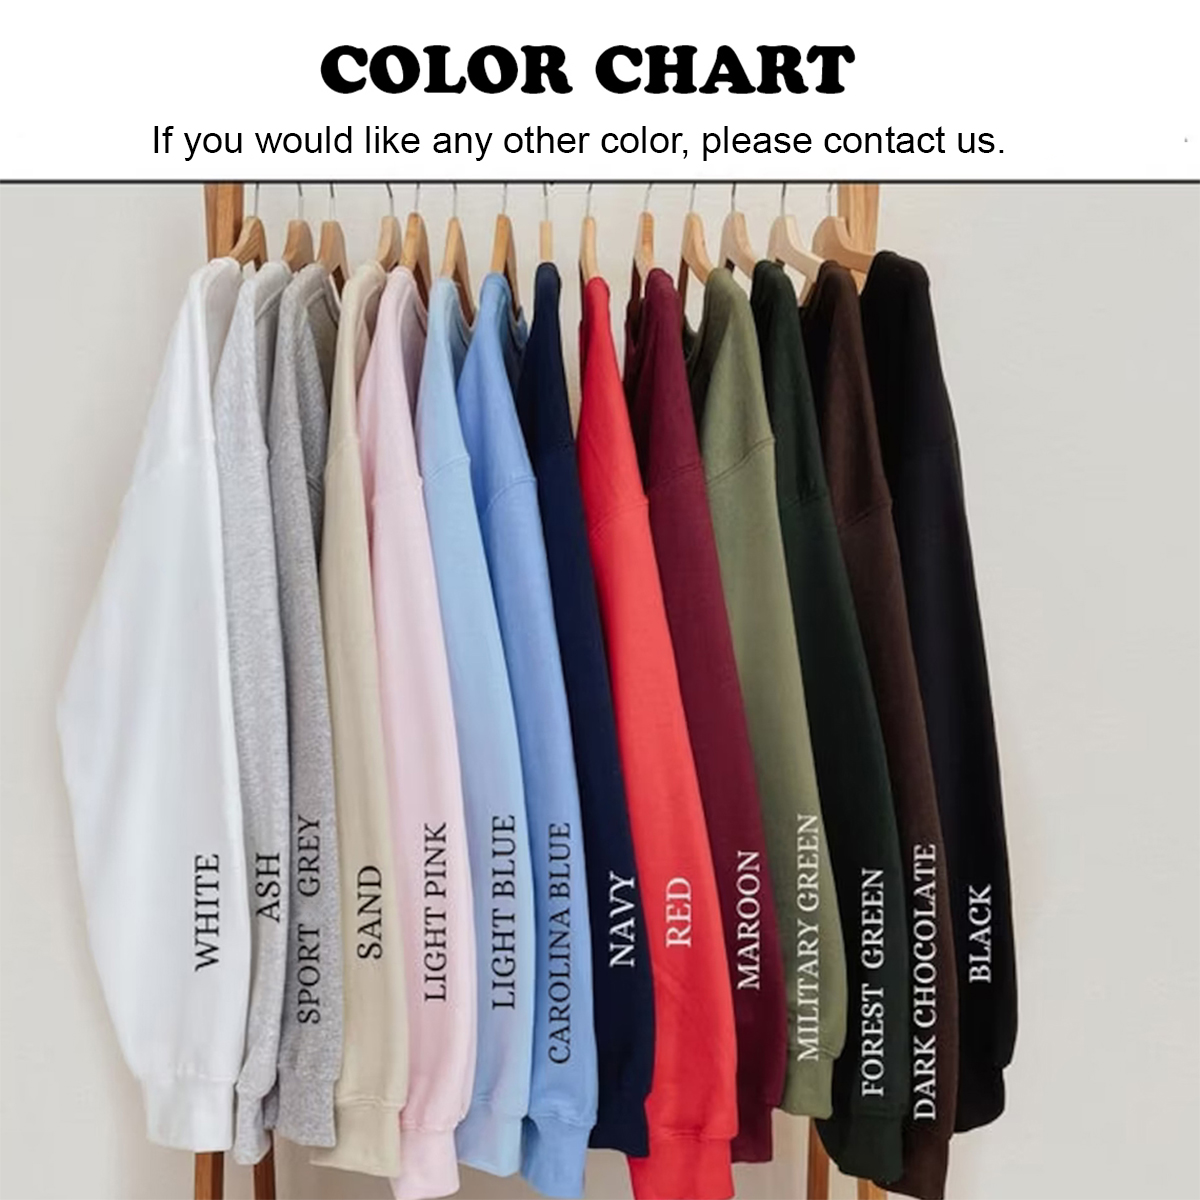 COLOR CHART
If you would like any other color, please contact us.
WHITE
ASH
SPORT GREY
SAND
LIGHT PINK
LIGHT BLUE
CAROLINA BLUE
NAVY
RED
MAROON
MILITARY GREEN
FOREST GREEN
DARK CHOCOLATE
BLACK